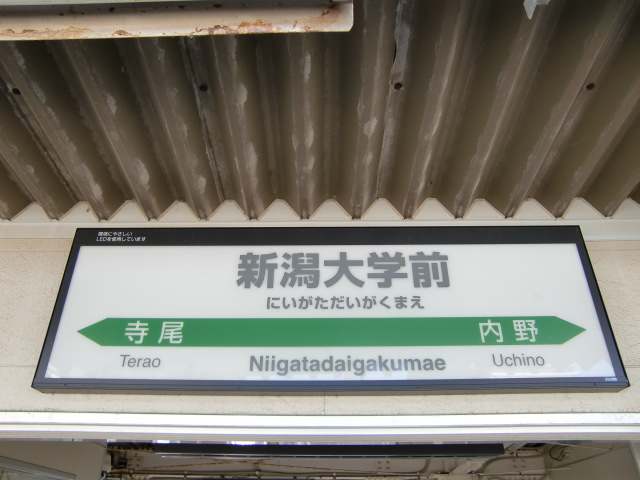 環境にやさしい
LEDを使用しています
新潟大学前
にいがただいがくまえ
寺尾 内野
Terao Niigatadaigakumae Uchino